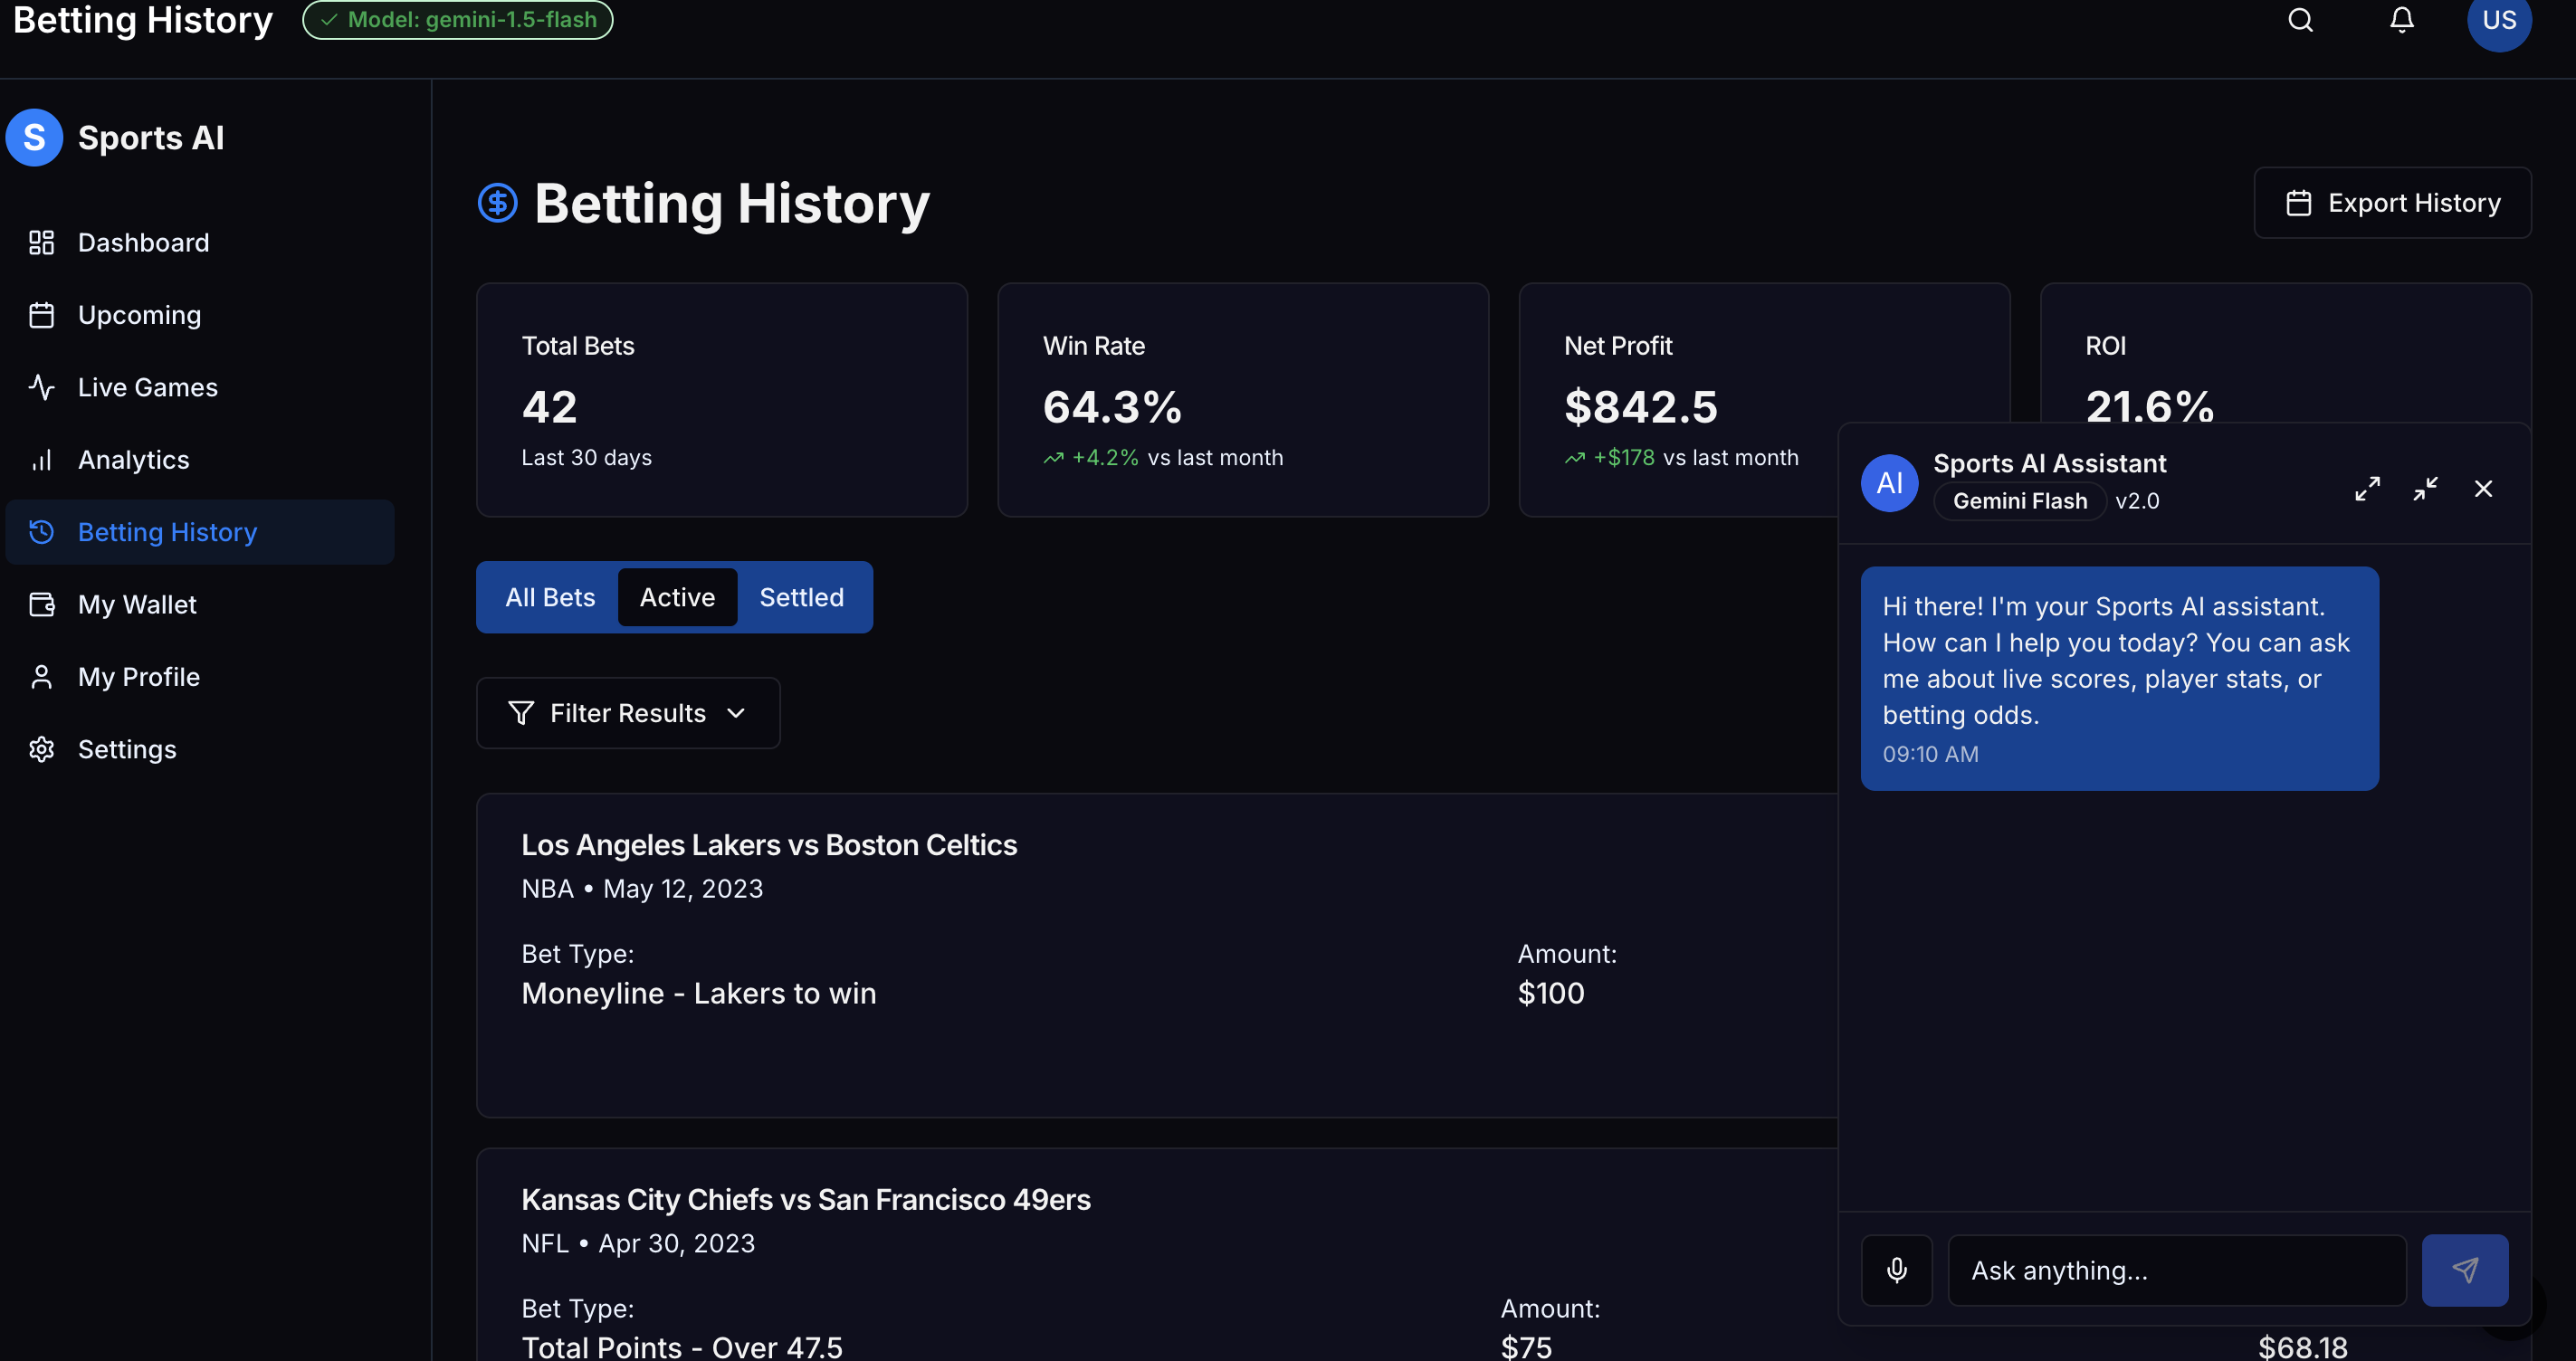 Betting History
Model: gemini-1.5-flash
US
S
Sports AI
Dashboard
Upcoming
Live Games
Analytics
Betting History
My Wallet
My Profile
Settings
Betting History
Export History
Total Bets
42
Last 30 days
Win Rate
64.3%
+4.2% vs last month
Net Profit
$842.5
+$178 vs last month
ROI
21.6%
All Bets
Active
Settled
Filter Results
Los Angeles Lakers vs Boston Celtics
NBA • May 12, 2023
Bet Type:
Moneyline - Lakers to win
Amount:
$100
Kansas City Chiefs vs San Francisco 49ers
NFL • Apr 30, 2023
Bet Type:
Total Points - Over 47.5
Amount:
$75
$68.18
AI
Sports AI Assistant
Gemini Flash v2.0
Hi there! I'm your Sports AI assistant.
How can I help you today? You can ask
me about live scores, player stats, or
betting odds.
09:10 AM
Ask anything...